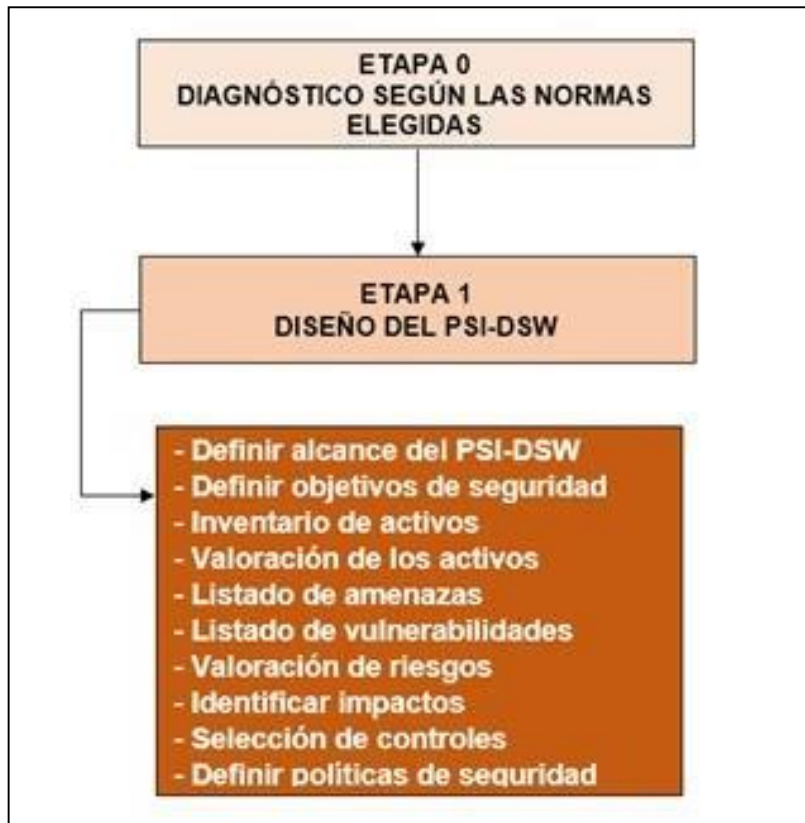 ETAPA 0
DIAGNÓSTICO SEGÚN LAS NORMAS
ELEGIDAS
ETAPA 1
DISEÑO DEL PSI-DSW
- Definir alcance del PSI-DSW
- Definir objetivos de seguridad
- Inventario de activos
- Valoración de los activos
- Listado de amenazas
- Listado de vulnerabilidades
- Valoración de riesgos
- Identificar impactos
- Selección de controles
- Definir políticas de seguridad